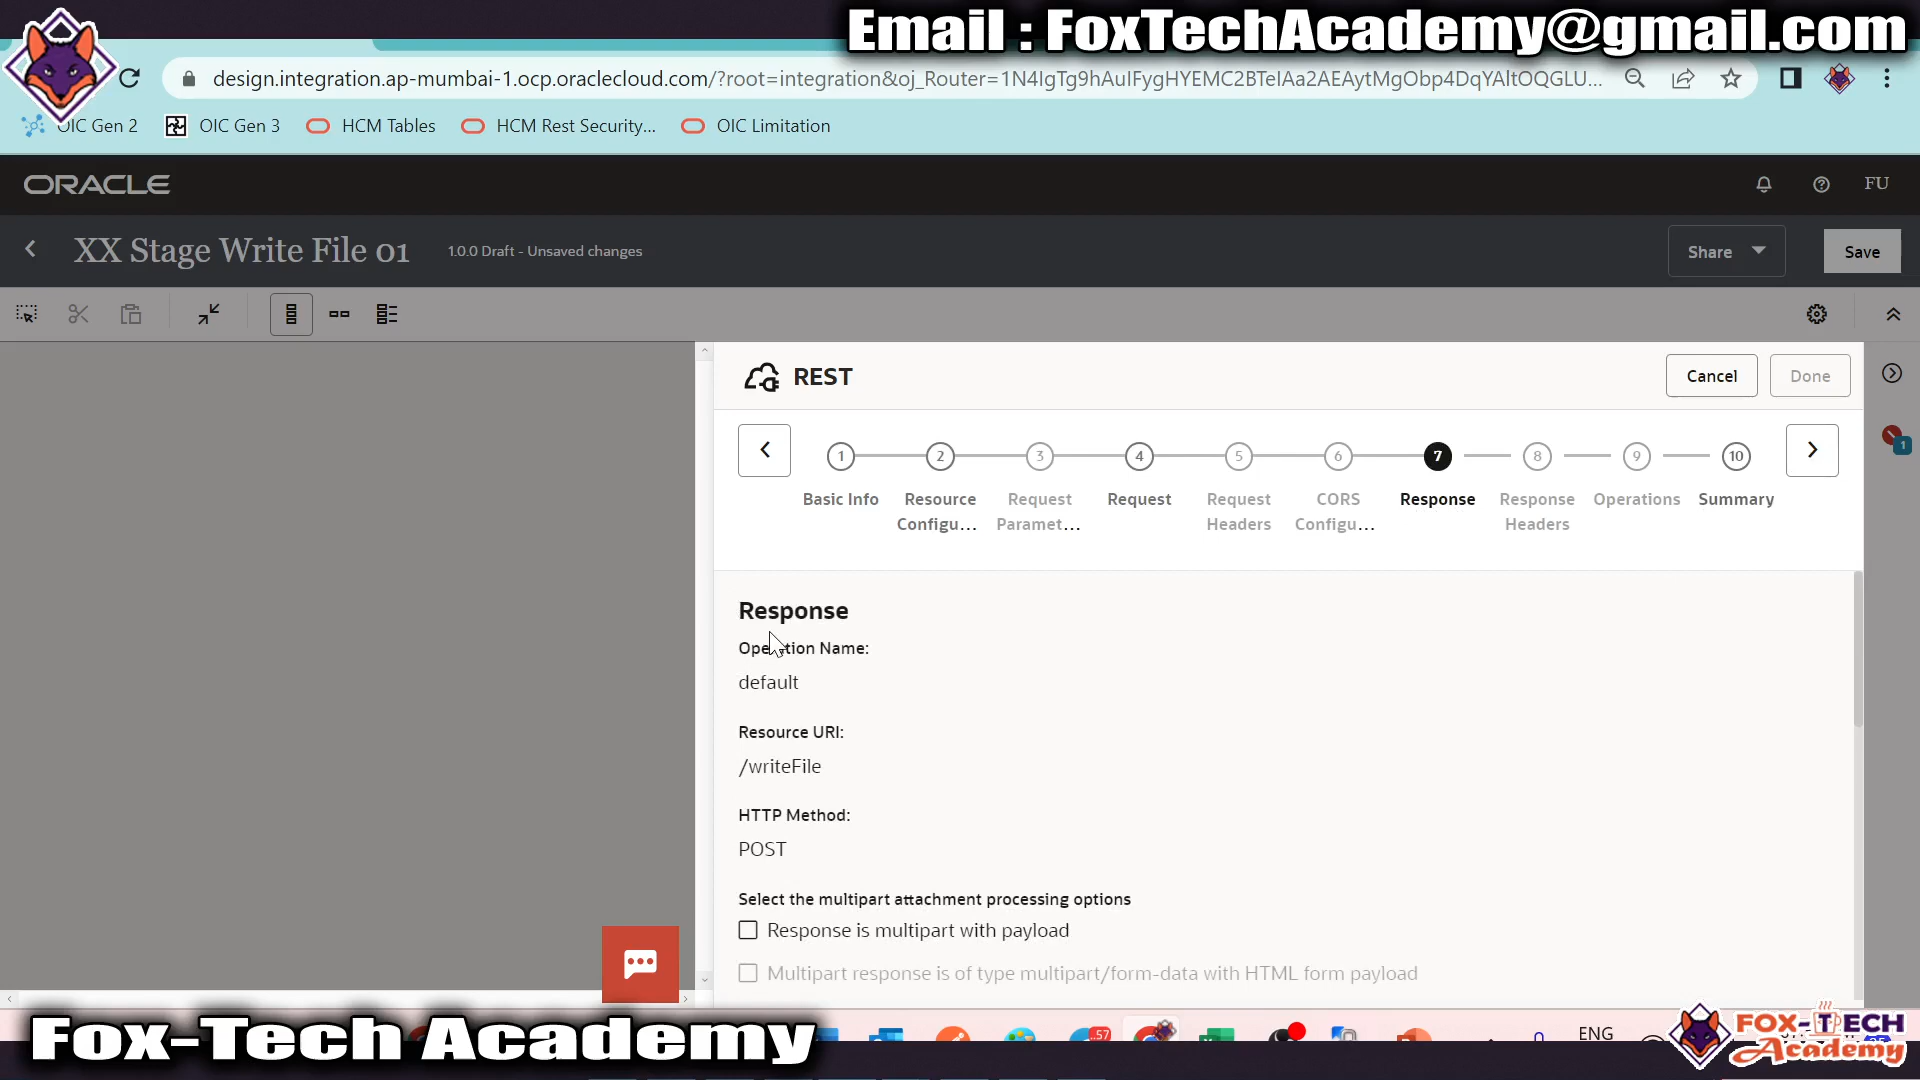 Email : FoxTechAcademy@gmail.com
design.integration.ap-mumbai-1.ocp.oraclecloud.com/?root=integration&oj_Router=1N4IgTg9hAuIFygHYEMC2BTeIAa2AEAytMgObp4DqYAltOQGLU...
OIC Gen 2
OIC Gen 3
HCM Tables
HCM Rest Security...
OIC Limitation
ORACLE
FU
XX Stage Write File 01
1.0.0 Draft - Unsaved changes
Share
Save
REST
Cancel
Done
1
2
3
4
5
6
7
8
9
10
Basic Info
Resource Configu...
Request Paramet...
Request
Request Headers
CORS Configu...
Response
Response Headers
Operations
Summary
1
Response
Operation Name:
default
Resource URI:
/writeFile
HTTP Method:
POST
Select the multipart attachment processing options
Response is multipart with payload
Multipart response is of type multipart/form-data with HTML form payload
Fox-Tech Academy
57
ENG
FOX-TECH
Academy